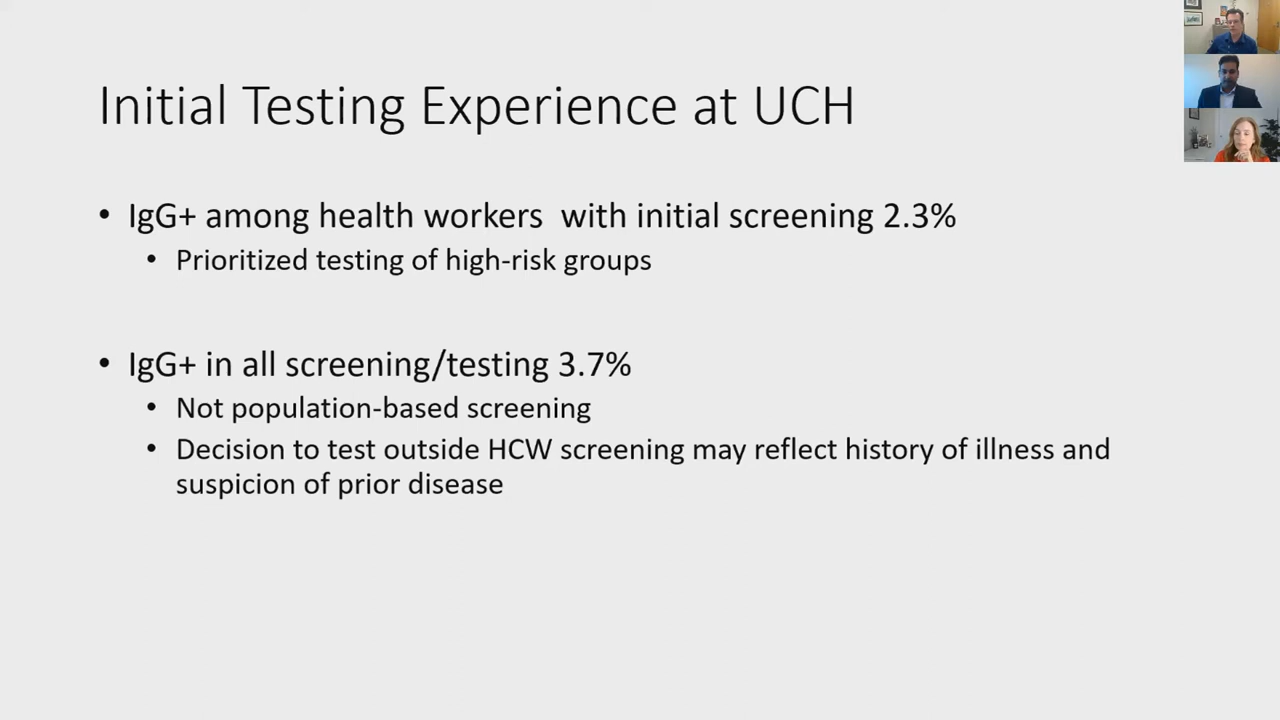 Initial Testing Experience at UCH
• IgG+ among health workers  with initial screening 2.3%
• Prioritized testing of high-risk groups
• IgG+ in all screening/testing 3.7%
• Not population-based screening
• Decision to test outside HCW screening may reflect history of illness and
suspicion of prior disease